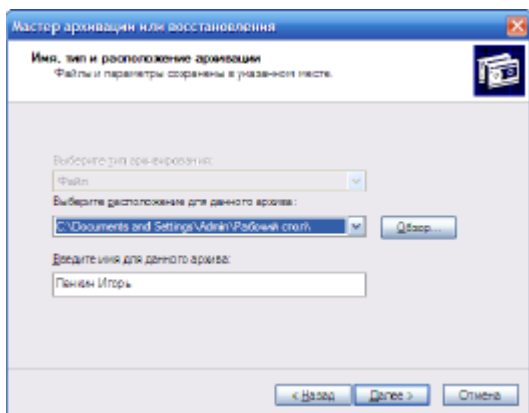 Мастер архивации или восстановления
Имя, тип и расположение архивации
Файлы и параметры сохранены в указанном месте.
Выберите тип архивирования:
Файл
Выберите расположение для данного архива:
C:\Documents and Settings\Admin\Рабочий стол\
Обзор...
Введите имя для данного архива:
Пенкин Игорь
< Назад
Далее >
Отмена